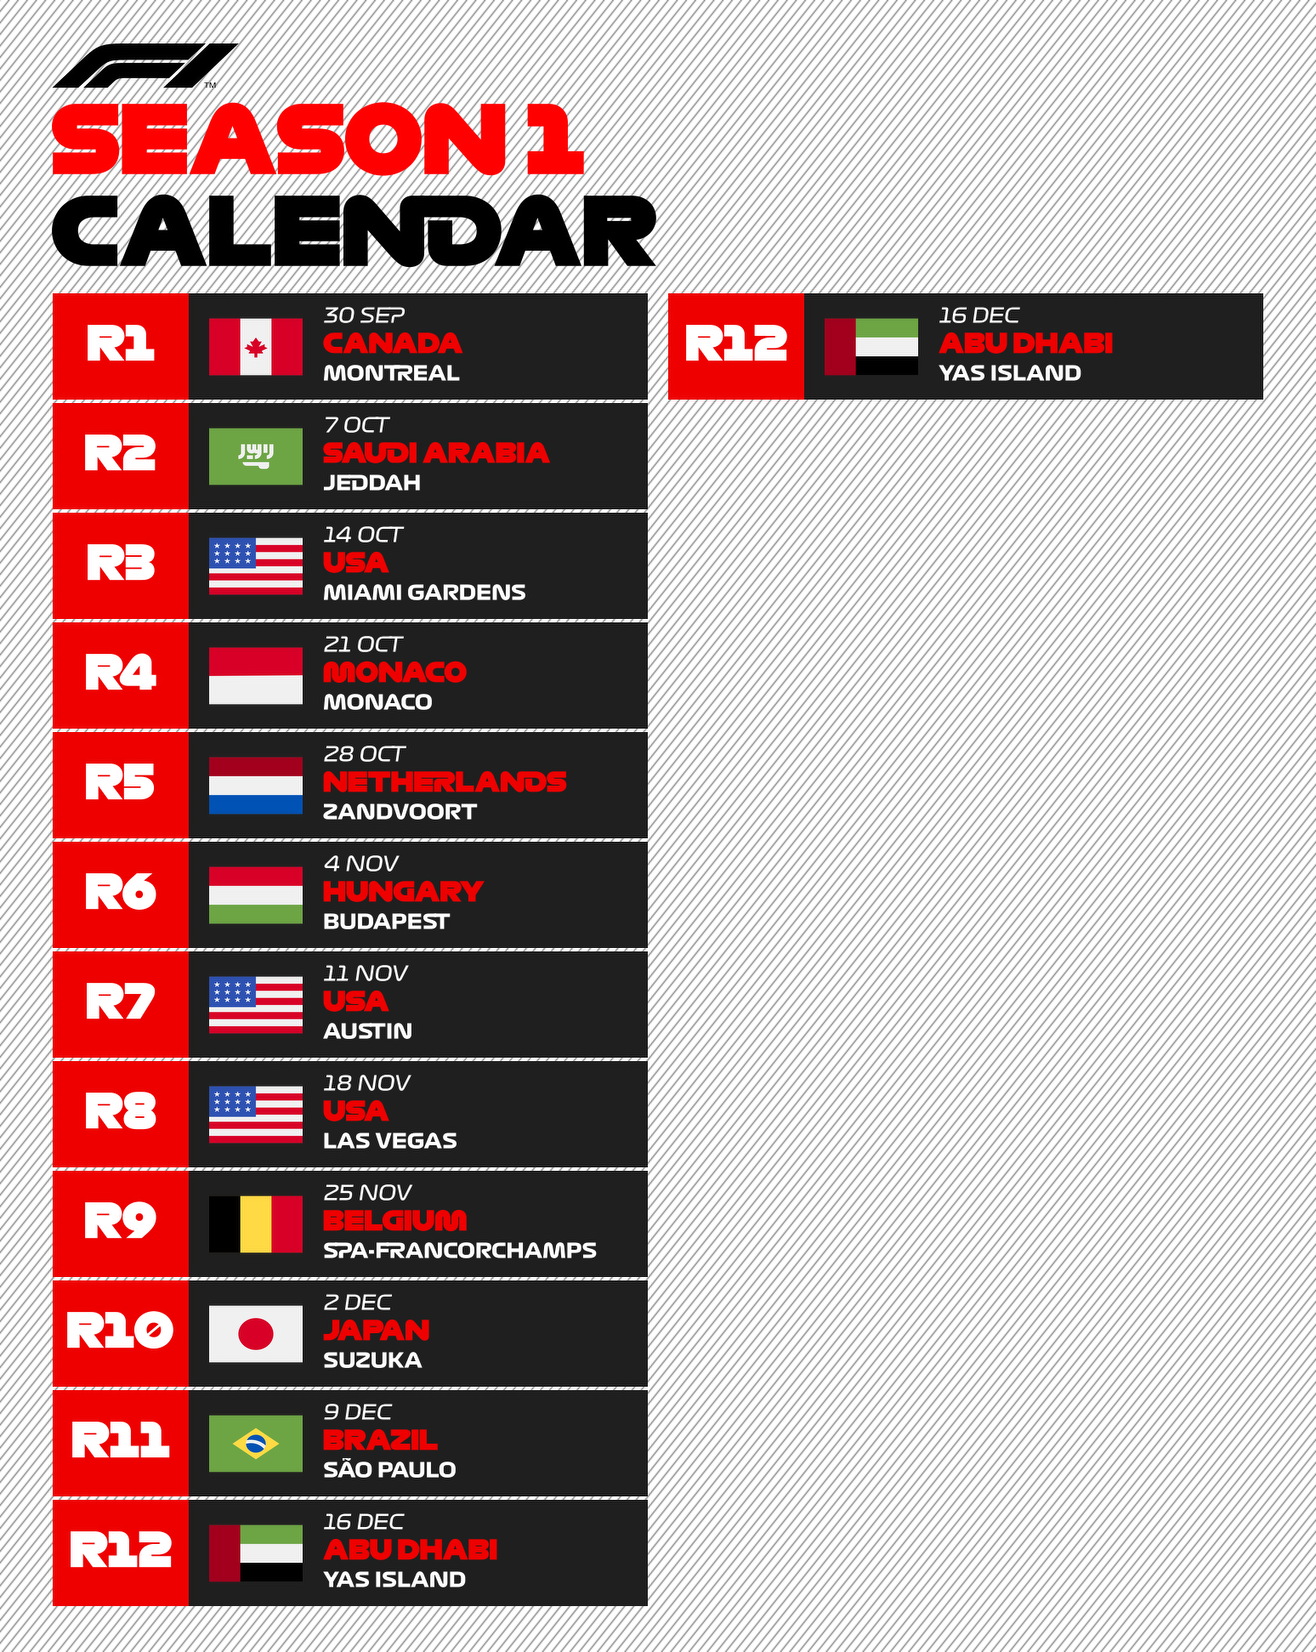 F1
TM
SEASON 1
CALENDAR
R1
30 SEP
CANADA
MONTREAL
R2
7 OCT
SAUDI ARABIA
JEDDAH
R3
14 OCT
USA
MIAMI GARDENS
R4
21 OCT
MONACO
MONACO
R5
28 OCT
NETHERLANDS
ZANDVOORT
R6
4 NOV
HUNGARY
BUDAPEST
R7
11 NOV
USA
AUSTIN
R8
18 NOV
USA
LAS VEGAS
R9
25 NOV
BELGIUM
SPA-FRANCORCHAMPS
R10
2 DEC
JAPAN
SUZUKA
R11
9 DEC
BRAZIL
SÃO PAULO
R12
16 DEC
ABU DHABI
YAS ISLAND
R12
16 DEC
ABU DHABI
YAS ISLAND